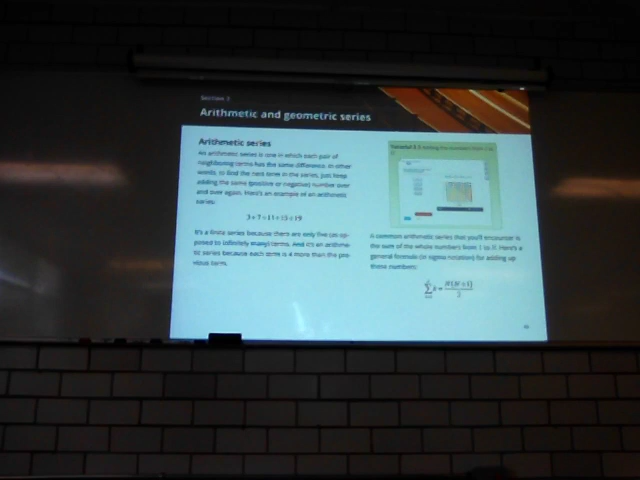 Section 3
Arithmetic and geometric series
Arithmetic series
An arithmetic series is one in which each pair of
neighboring terms has the same difference. In other
words, to find the next term in the series, just keep
adding the same (positive or negative) number over
and over again. Here's an example of an arithmetic
series:
3+7+11+15+19
It's a finite series because there are only five (as op-
posed to infinitely many) terms. And it's an arithme-
tic series because each term is 4 more than the pre-
vious term.
A common arithmetic series that you'll encounter is
the sum of the whole numbers from 1 to N. Here's a
general formula (in sigma notation) for adding up
these numbers:
N(N+1)
2